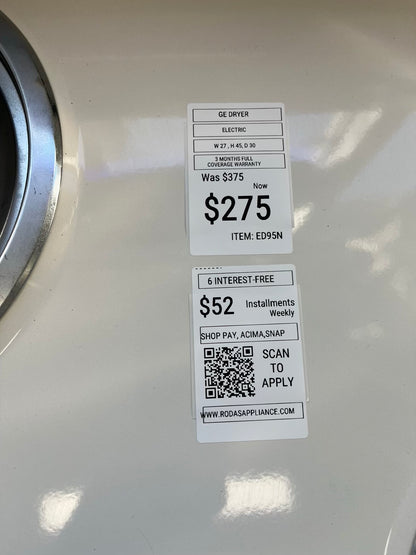 GE DRYER
ELECTRIC
W 27 , H 45, D 30
3 MONTHS FULL
COVERAGE WARRANTY
Was $375
Now
$275
ITEM: ED95N
6 INTEREST-FREE
$52 Installments
Weekly
SHOP PAY, ACIMA,SNAP
SCAN
TO
APPLY
WWW.RODASAPPLIANCE.COM